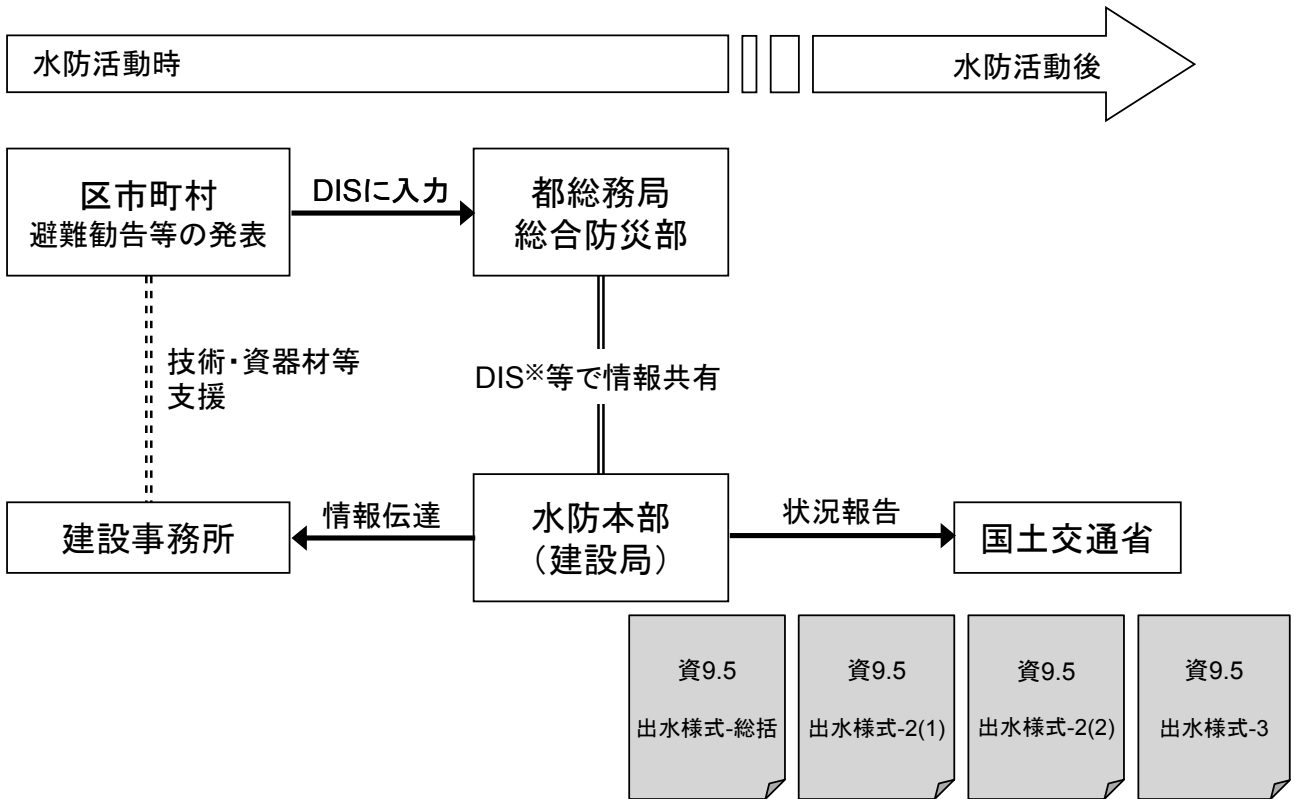 水防活動時
水防活動後
区市町村
避難勧告等の発表
DISに入力
都総務局
総合防災部
技術・資器材等
支援
DIS※等で情報共有
建設事務所
情報伝達
水防本部
（建設局）
状況報告
国土交通省
資9.5
出水様式-総括
資9.5
出水様式-2(1)
資9.5
出水様式-2(2)
資9.5
出水様式-3